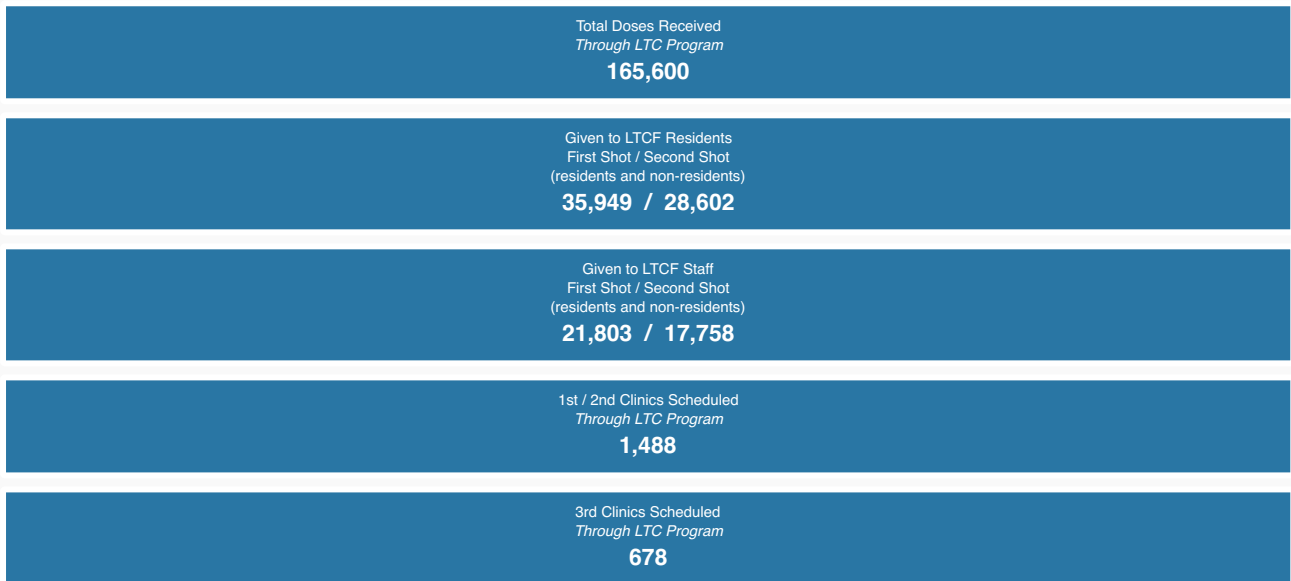 Total Doses Received
Through LTC Program
165,600
Given to LTCF Residents
First Shot / Second Shot
(residents and non-residents)
35,949 / 28,602
Given to LTCF Staff
First Shot / Second Shot
(residents and non-residents)
21,803 / 17,758
1st / 2nd Clinics Scheduled
Through LTC Program
1,488
3rd Clinics Scheduled
Through LTC Program
678